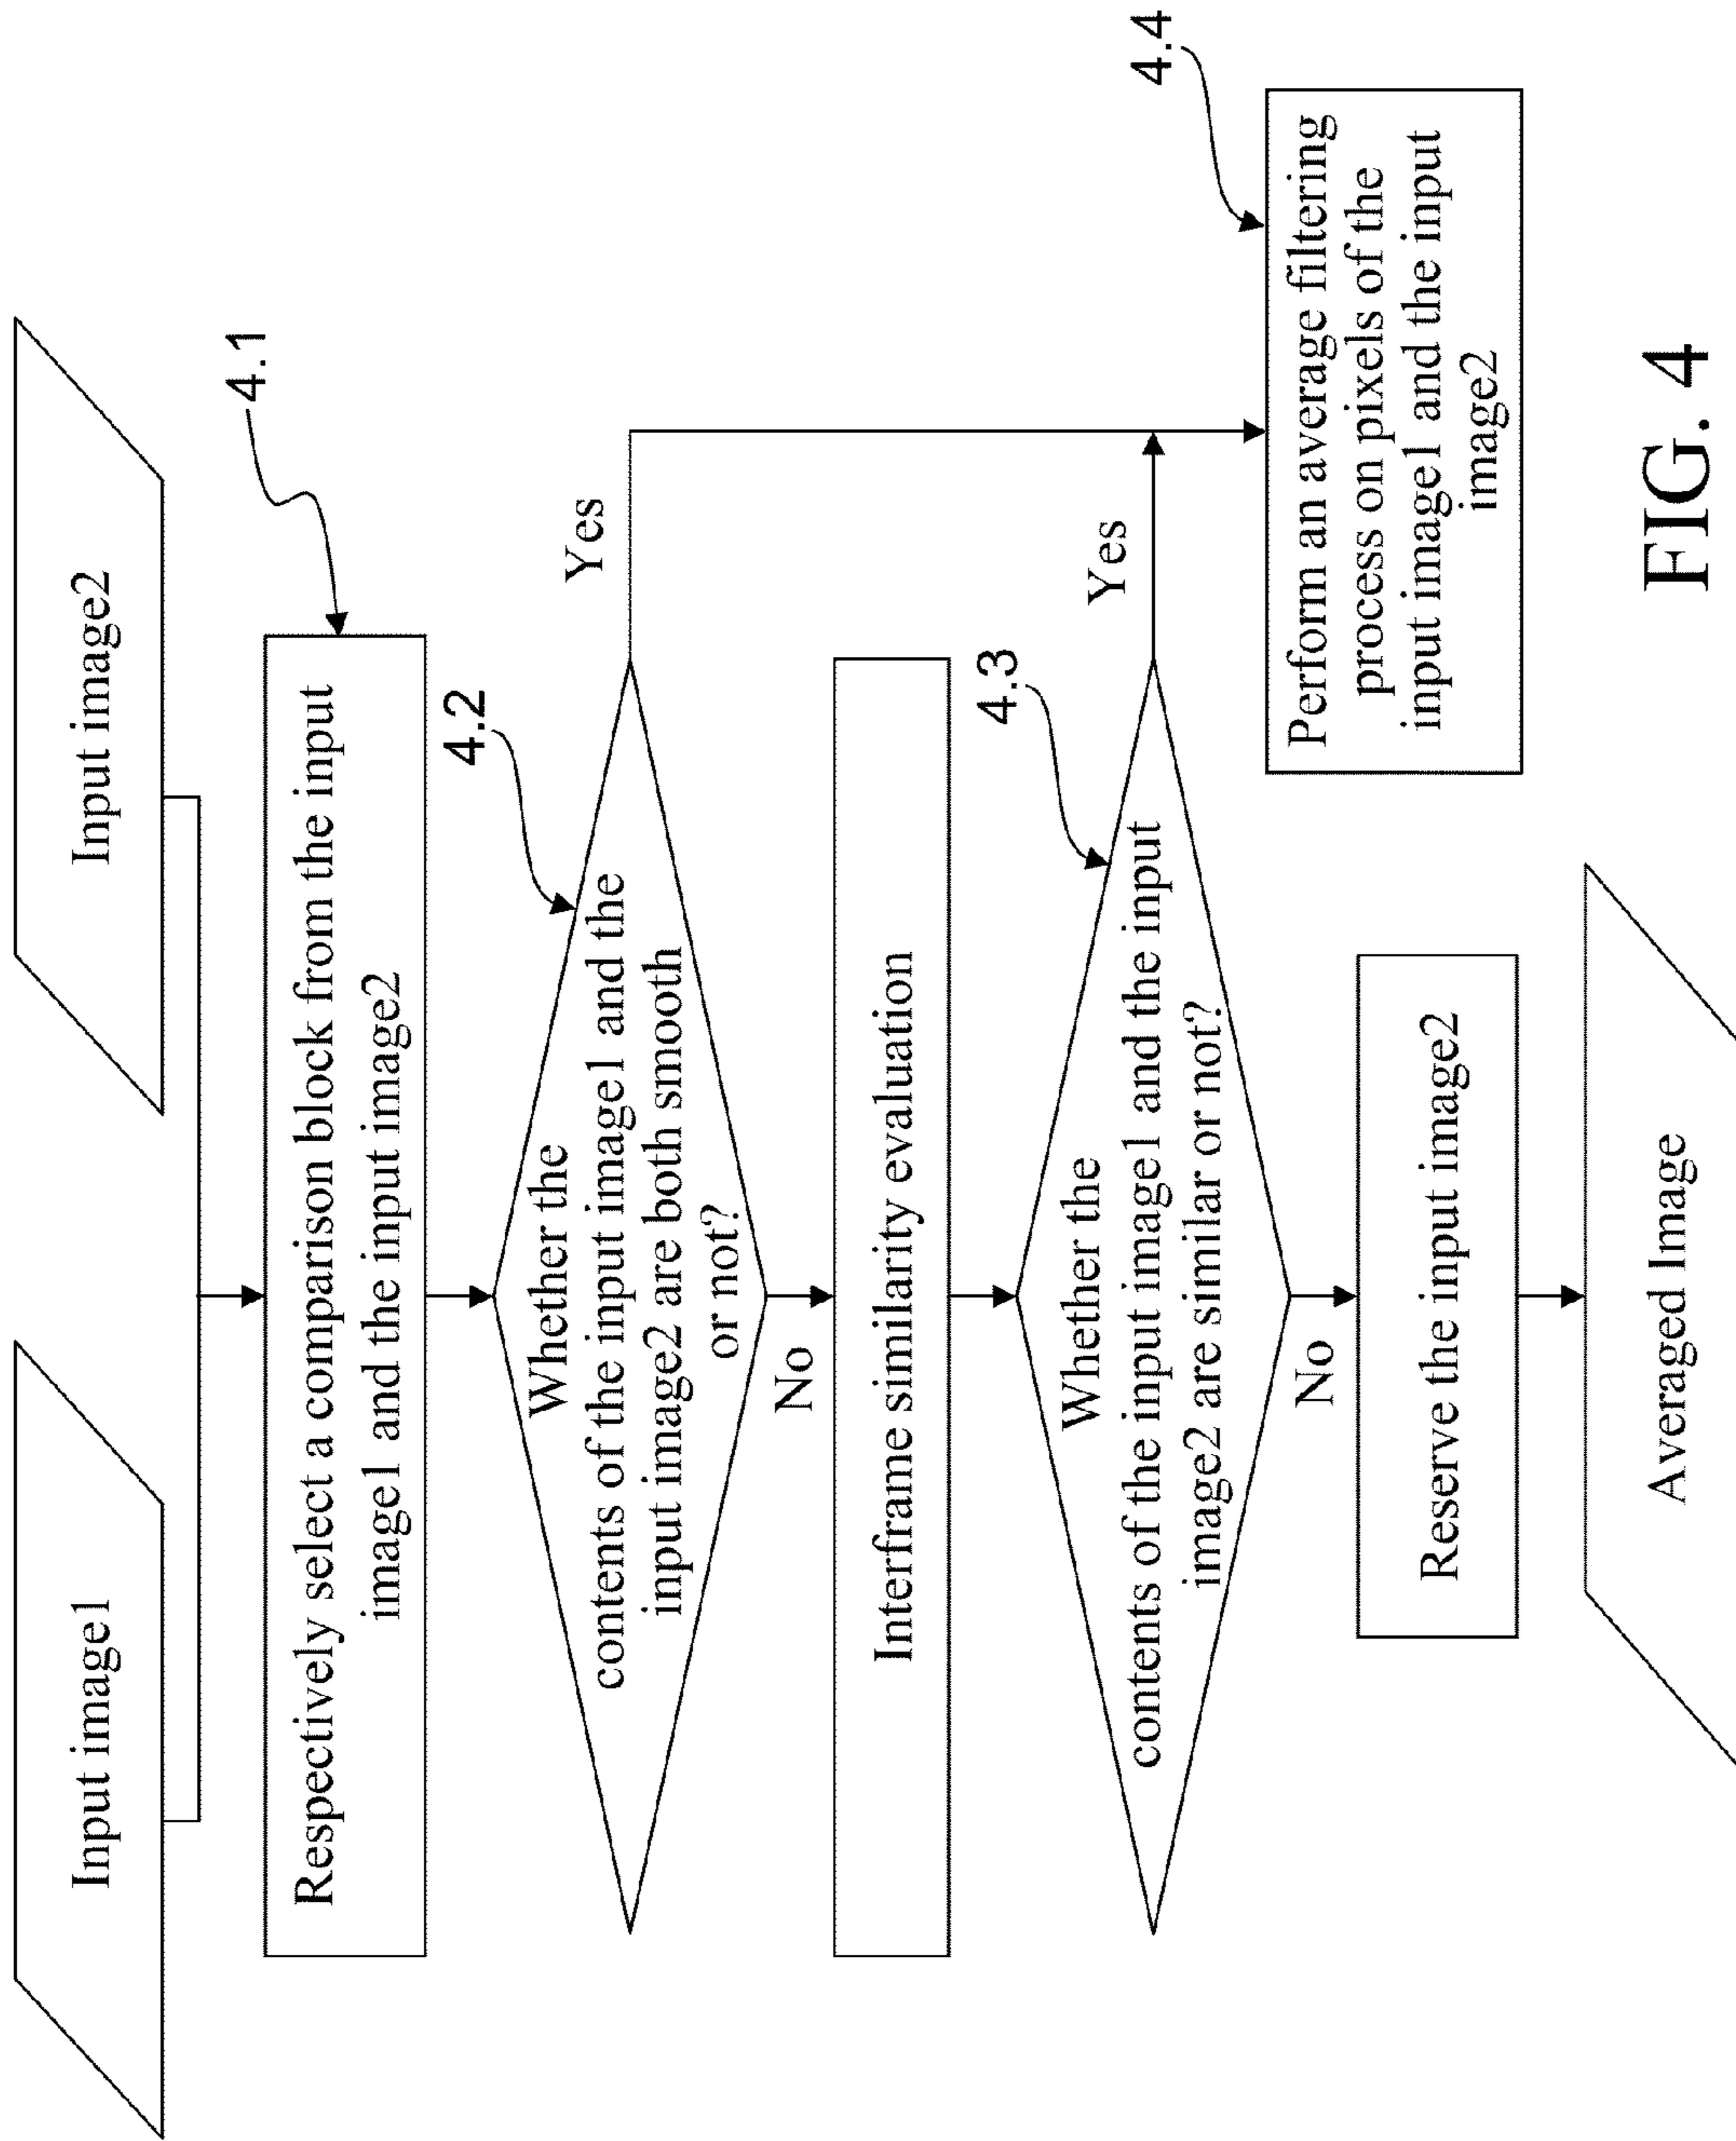 Input image1
Input image2
4.1
Respectively select a comparison block from the input
image1 and the input image2
4.2
Whether the
contents of the input image1 and the
input image2 are both smooth
or not?
Yes
No
Interframe similarity evaluation
4.3
Whether the
contents of the input image1 and the input
image2 are similar or not?
Yes
No
4.4
Perform an average filtering
process on pixels of the
input image1 and the input
image2
Reserve the input image2
Averaged Image
FIG. 4